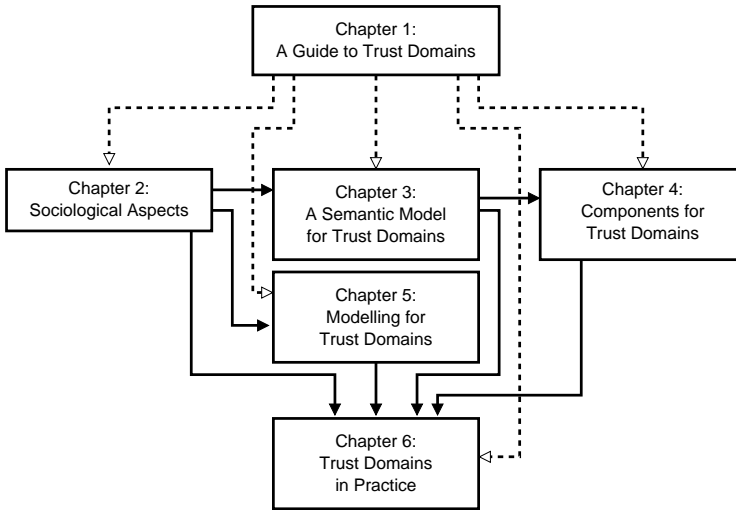 Chapter 1:
A Guide to Trust Domains
Chapter 2:
Sociological Aspects
Chapter 3:
A Semantic Model
for Trust Domains
Chapter 4:
Components for
Trust Domains
Chapter 5:
Modelling for
Trust Domains
Chapter 6:
Trust Domains
in Practice